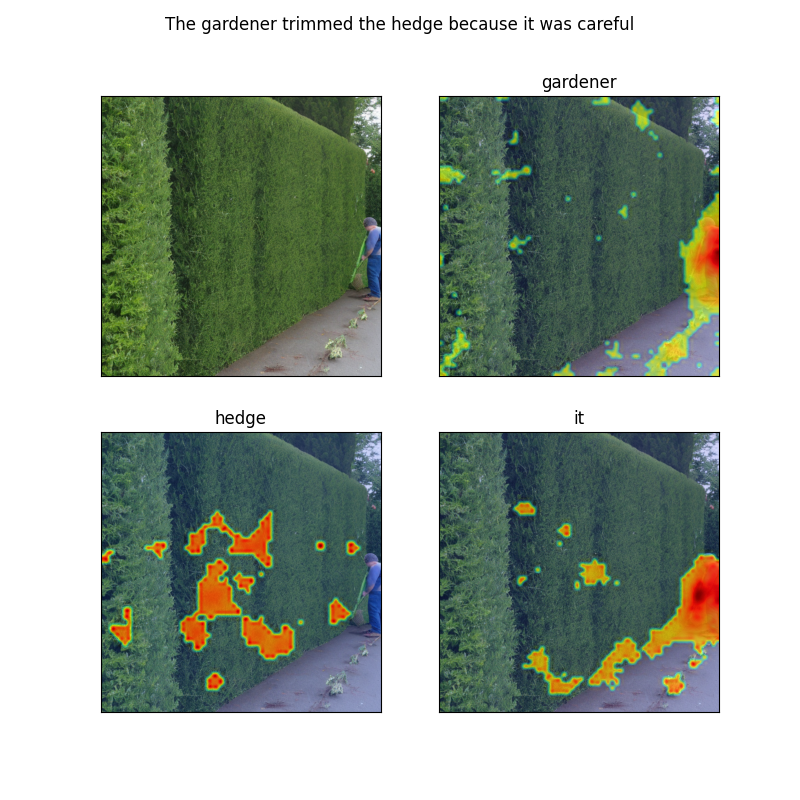 The gardener trimmed the hedge because it was careful
gardener
hedge
it